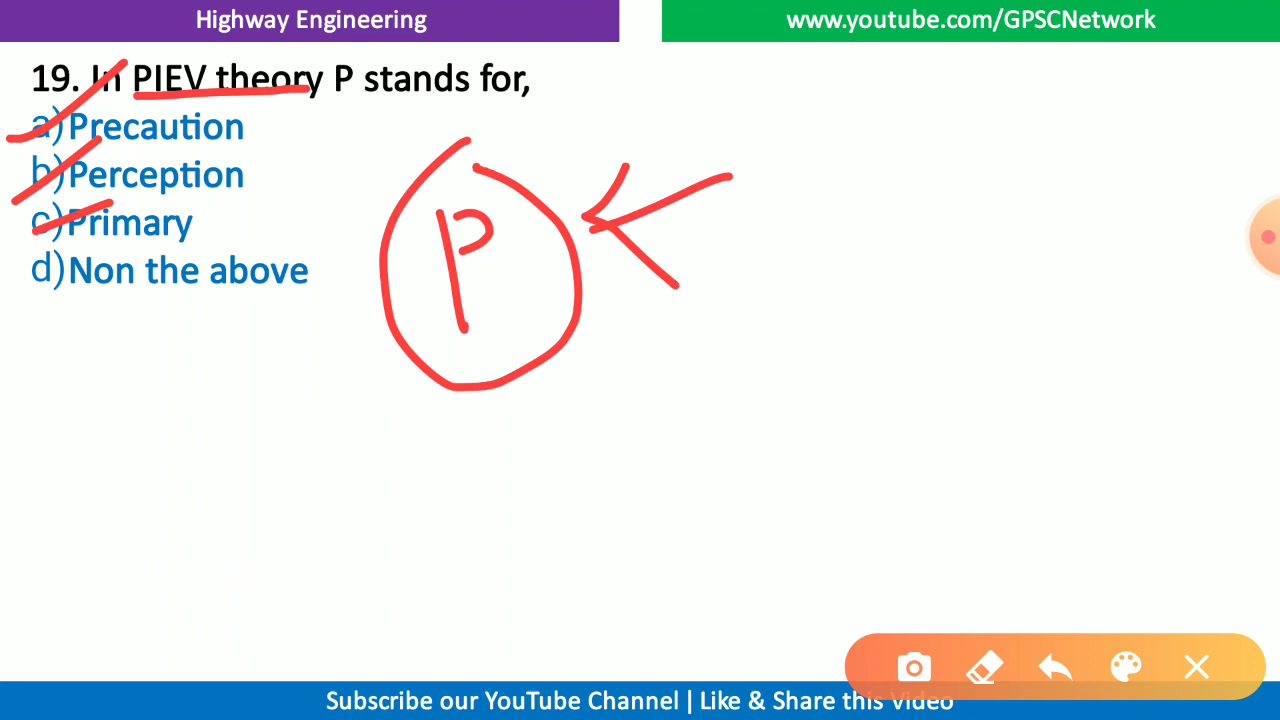 Highway Engineering
www.youtube.com/GPSCNetwork
19. In PIEV theory P stands for,
a) Precaution
b) Perception
c) Primary
d) Non the above
P
Subscribe our YouTube Channel | Like & Share this Video